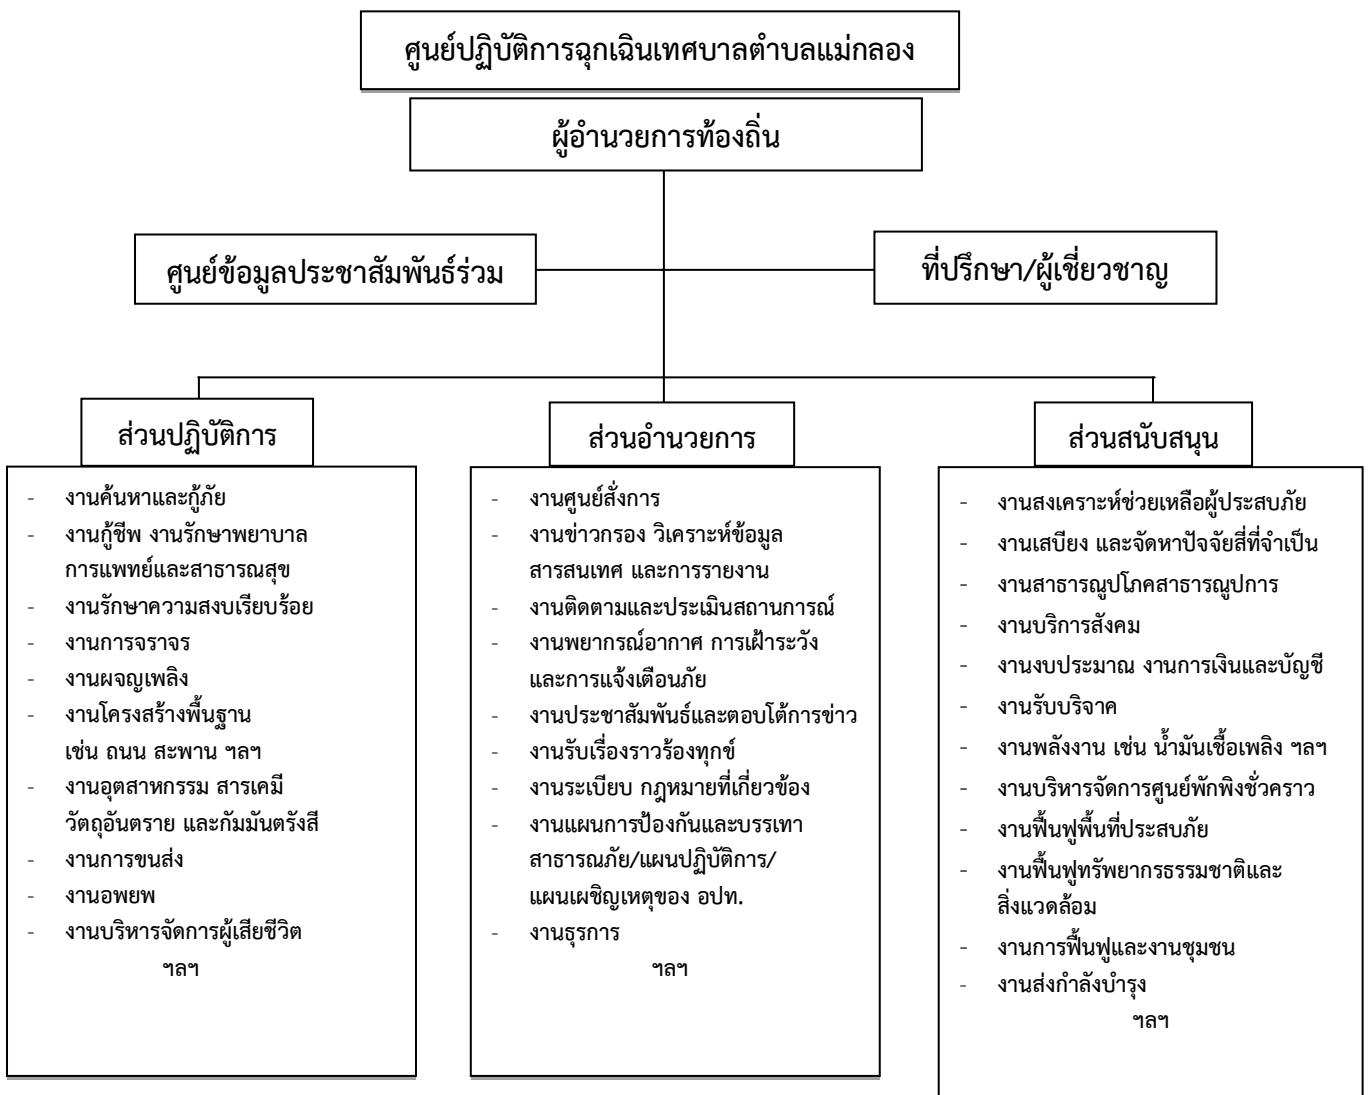 ศูนย์ปฏิบัติการฉุกเฉินเทศบาลตำบลแม่กลอง
ผู้อำนวยการท้องถิ่น
ศูนย์ข้อมูลประชาสัมพันธ์ร่วม
ที่ปรึกษา/ผู้เชี่ยวชาญ
ส่วนปฏิบัติการ
- งานค้นหาและกู้ภัย
- งานกู้ชีพ งานรักษาพยาบาล
การแพทย์และสาธารณสุข
- งานรักษาความสงบเรียบร้อย
- งานการจราจร
- งานผจญเพลิง
- งานโครงสร้างพื้นฐาน
เช่น ถนน สะพาน ฯลฯ
- งานอุตสาหกรรม สารเคมี
วัตถุอันตราย และกัมมันตรังสี
- งานการขนส่ง
- งานอพยพ
- งานบริหารจัดการผู้เสียชีวิต
ฯลฯ
ส่วนอำนวยการ
- งานศูนย์สั่งการ
- งานข่าวกรอง วิเคราะห์ข้อมูล
สารสนเทศ และการรายงาน
- งานติดตามและประเมินสถานการณ์
- งานพยากรณ์อากาศ การเฝ้าระวัง
และการแจ้งเตือนภัย
- งานประชาสัมพันธ์และตอบโต้การข่าว
- งานรับเรื่องราวร้องทุกข์
- งานระเบียบ กฎหมายที่เกี่ยวข้อง
- งานแผนการป้องกันและบรรเทา
สาธารณภัย/แผนปฏิบัติการ/
แผนเผชิญเหตุของ อปท.
- งานธุรการ
ฯลฯ
ส่วนสนับสนุน
- งานสงเคราะห์ช่วยเหลือผู้ประสบภัย
- งานเสบียง และจัดหาปัจจัยสี่ที่จำเป็น
- งานสาธารณูปโภคสาธารณูปการ
- งานบริการสังคม
- งานงบประมาณ งานการเงินและบัญชี
- งานรับบริจาค
- งานพลังงาน เช่น น้ำมันเชื้อเพลิง ฯลฯ
- งานบริหารจัดการศูนย์พักพิงชั่วคราว
- งานฟื้นฟูพื้นที่ประสบภัย
- งานฟื้นฟูทรัพยากรธรรมชาติและ
สิ่งแวดล้อม
- งานการฟื้นฟูและงานชุมชน
- งานส่งกำลังบำรุง
ฯลฯ